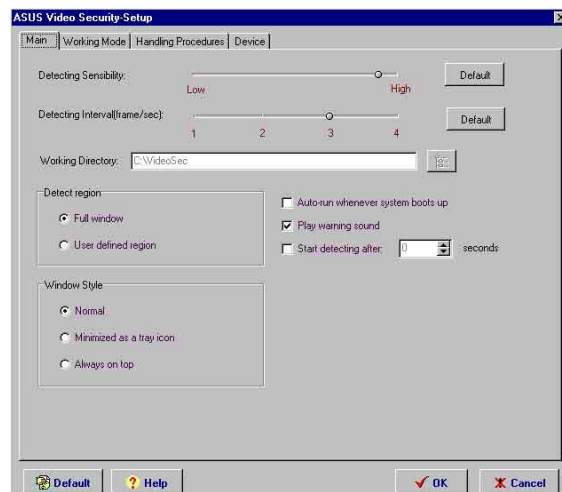 ASUS Video Security-Setup
Main Working Mode Handling Procedures Device
Detecting Sensibility:
Low High
Default
Detecting Interval(frame/sec):
1 2 3 4
Default
Working Directory: C:\VideoSec
Detect region
Full window
User defined region
Auto-run whenever system boots up
Play warning sound
Start detecting after: 0 seconds
Window Style
Normal
Minimized as a tray icon
Always on top
Default Help OK Cancel